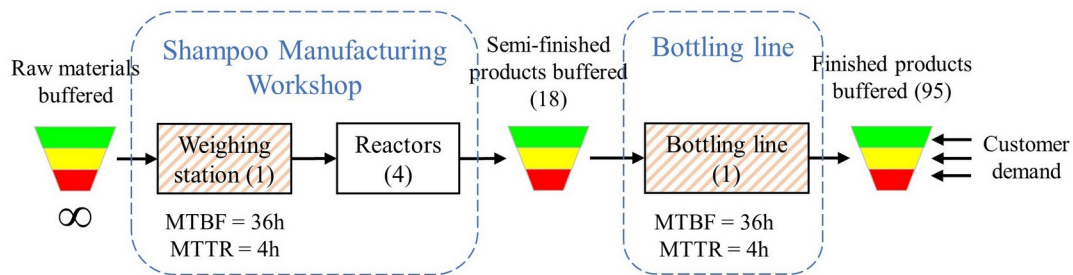 Raw materials
buffered
∞
Shampoo Manufacturing
Workshop
Weighing
station (1)
MTBF = 36h
MTTR = 4h
Reactors
(4)
Semi-finished
products buffered
(18)
Bottling line
Bottling line
(1)
MTBF = 36h
MTTR = 4h
Finished products
buffered (95)
Customer
demand